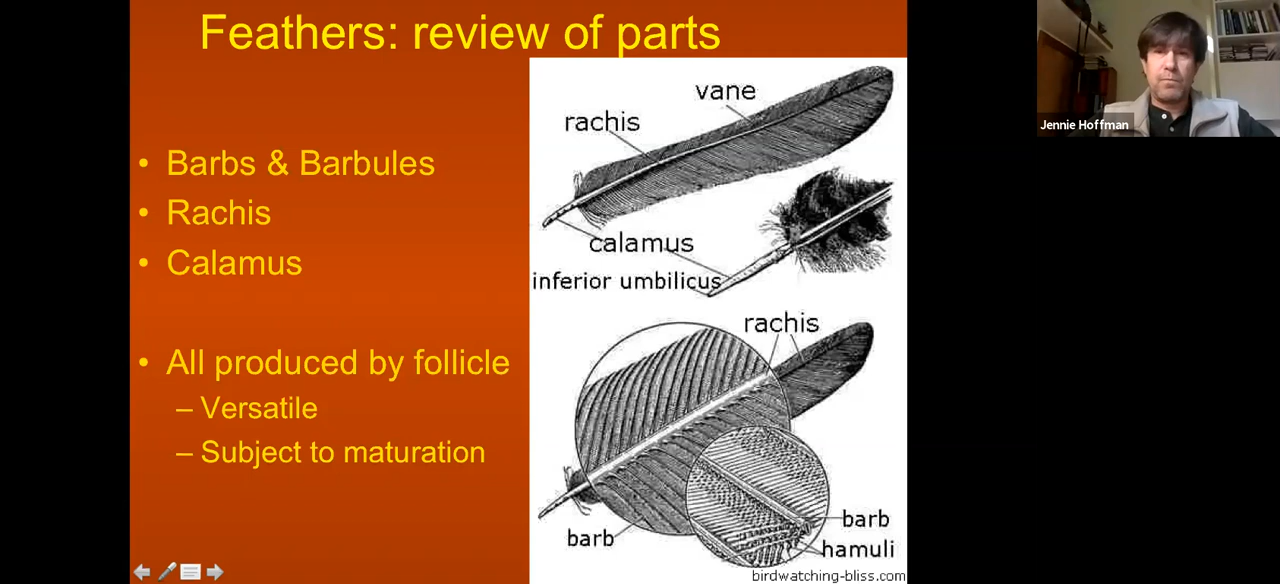 Feathers: review of parts
• Barbs & Barbules
• Rachis
• Calamus
• All produced by follicle
– Versatile
– Subject to maturation
vane
rachis
calamus
inferior umbilicus
rachis
barb
barb
hamuli
birdwatching-bliss.com
Jennie Hoffman